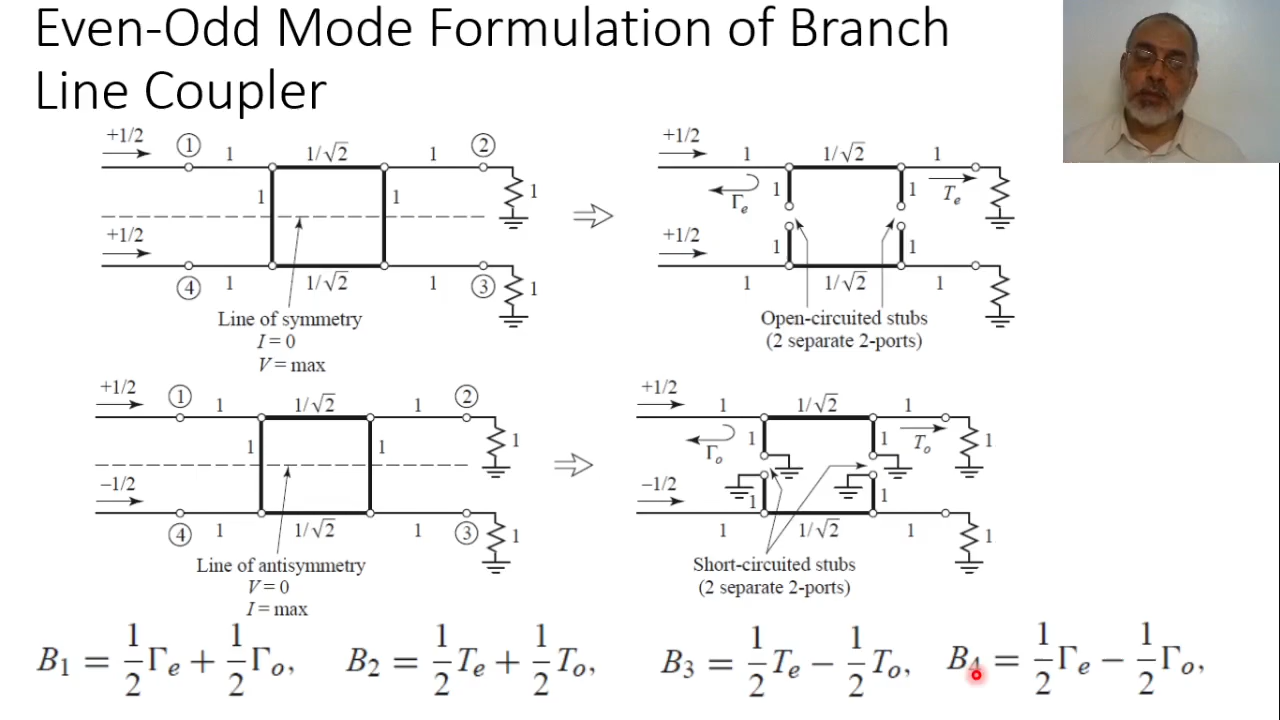 Even-Odd Mode Formulation of Branch
Line Coupler
+1/2 ① 1 1/√2 1 ②
1 1 1
+1/2
④ 1 1/√2 1 ③ 1
Line of symmetry
I = 0
V = max
+1/2 1 1/√2 1
Γe 1 1 Te
+1/2 1 1
1 1/√2 1
Open-circuited stubs
(2 separate 2-ports)
+1/2 ① 1 1/√2 1 ②
1 1 1
−1/2
④ 1 1/√2 1 ③ 1
Line of antisymmetry
V = 0
I = max
+1/2 1 1/√2 1
Γo 1 1 To 1
−1/2 1 1
1 1/√2 1 1
Short-circuited stubs
(2 separate 2-ports)
B1 = 1/2 Γe + 1/2 Γo, B2 = 1/2 Te + 1/2 To, B3 = 1/2 Te − 1/2 To, B4 = 1/2 Γe − 1/2 Γo,